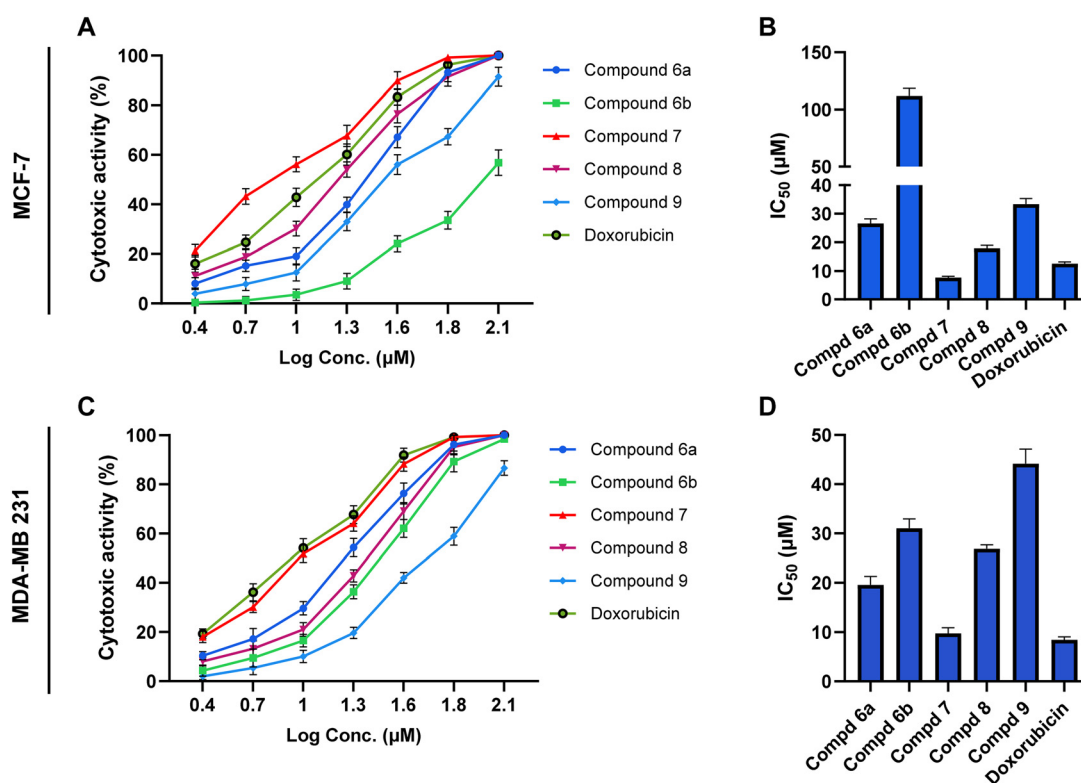 A
MCF-7
Cytotoxic activity (%)
100
80
60
40
20
0
0.4 0.7 1 1.3 1.6 1.8 2.1
Log Conc. (µM)
Compound 6a
Compound 6b
Compound 7
Compound 8
Compound 9
Doxorubicin
B
IC50 (µM)
150
100
50
40
30
20
10
0
Compd 6a
Compd 6b
Compd 7
Compd 8
Compd 9
Doxorubicin
C
MDA-MB 231
Cytotoxic activity (%)
100
80
60
40
20
0
0.4 0.7 1 1.3 1.6 1.8 2.1
Log Conc. (µM)
Compound 6a
Compound 6b
Compound 7
Compound 8
Compound 9
Doxorubicin
D
IC50 (µM)
50
40
30
20
10
0
Compd 6a
Compd 6b
Compd 7
Compd 8
Compd 9
Doxorubicin